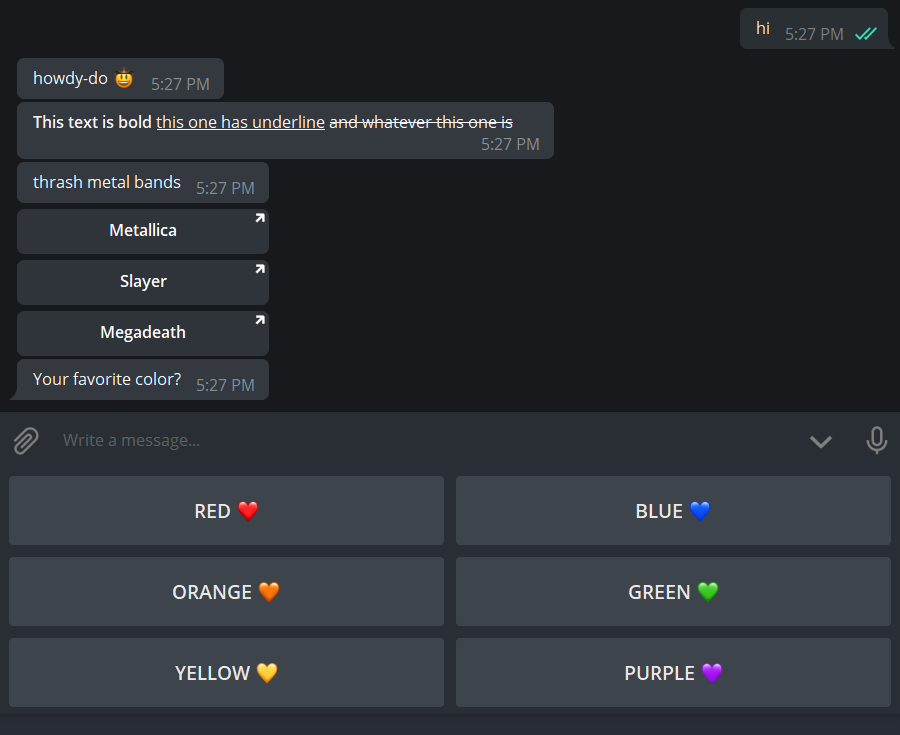 hi 5:27 PM
howdy-do 🤠 5:27 PM
This text is bold this one has underline and whatever this one is
5:27 PM
thrash metal bands 5:27 PM
Metallica
Slayer
Megadeath
Your favorite color? 5:27 PM
Write a message...
RED ❤️ BLUE 💙
ORANGE 🧡 GREEN 💚
YELLOW 💛 PURPLE 💜